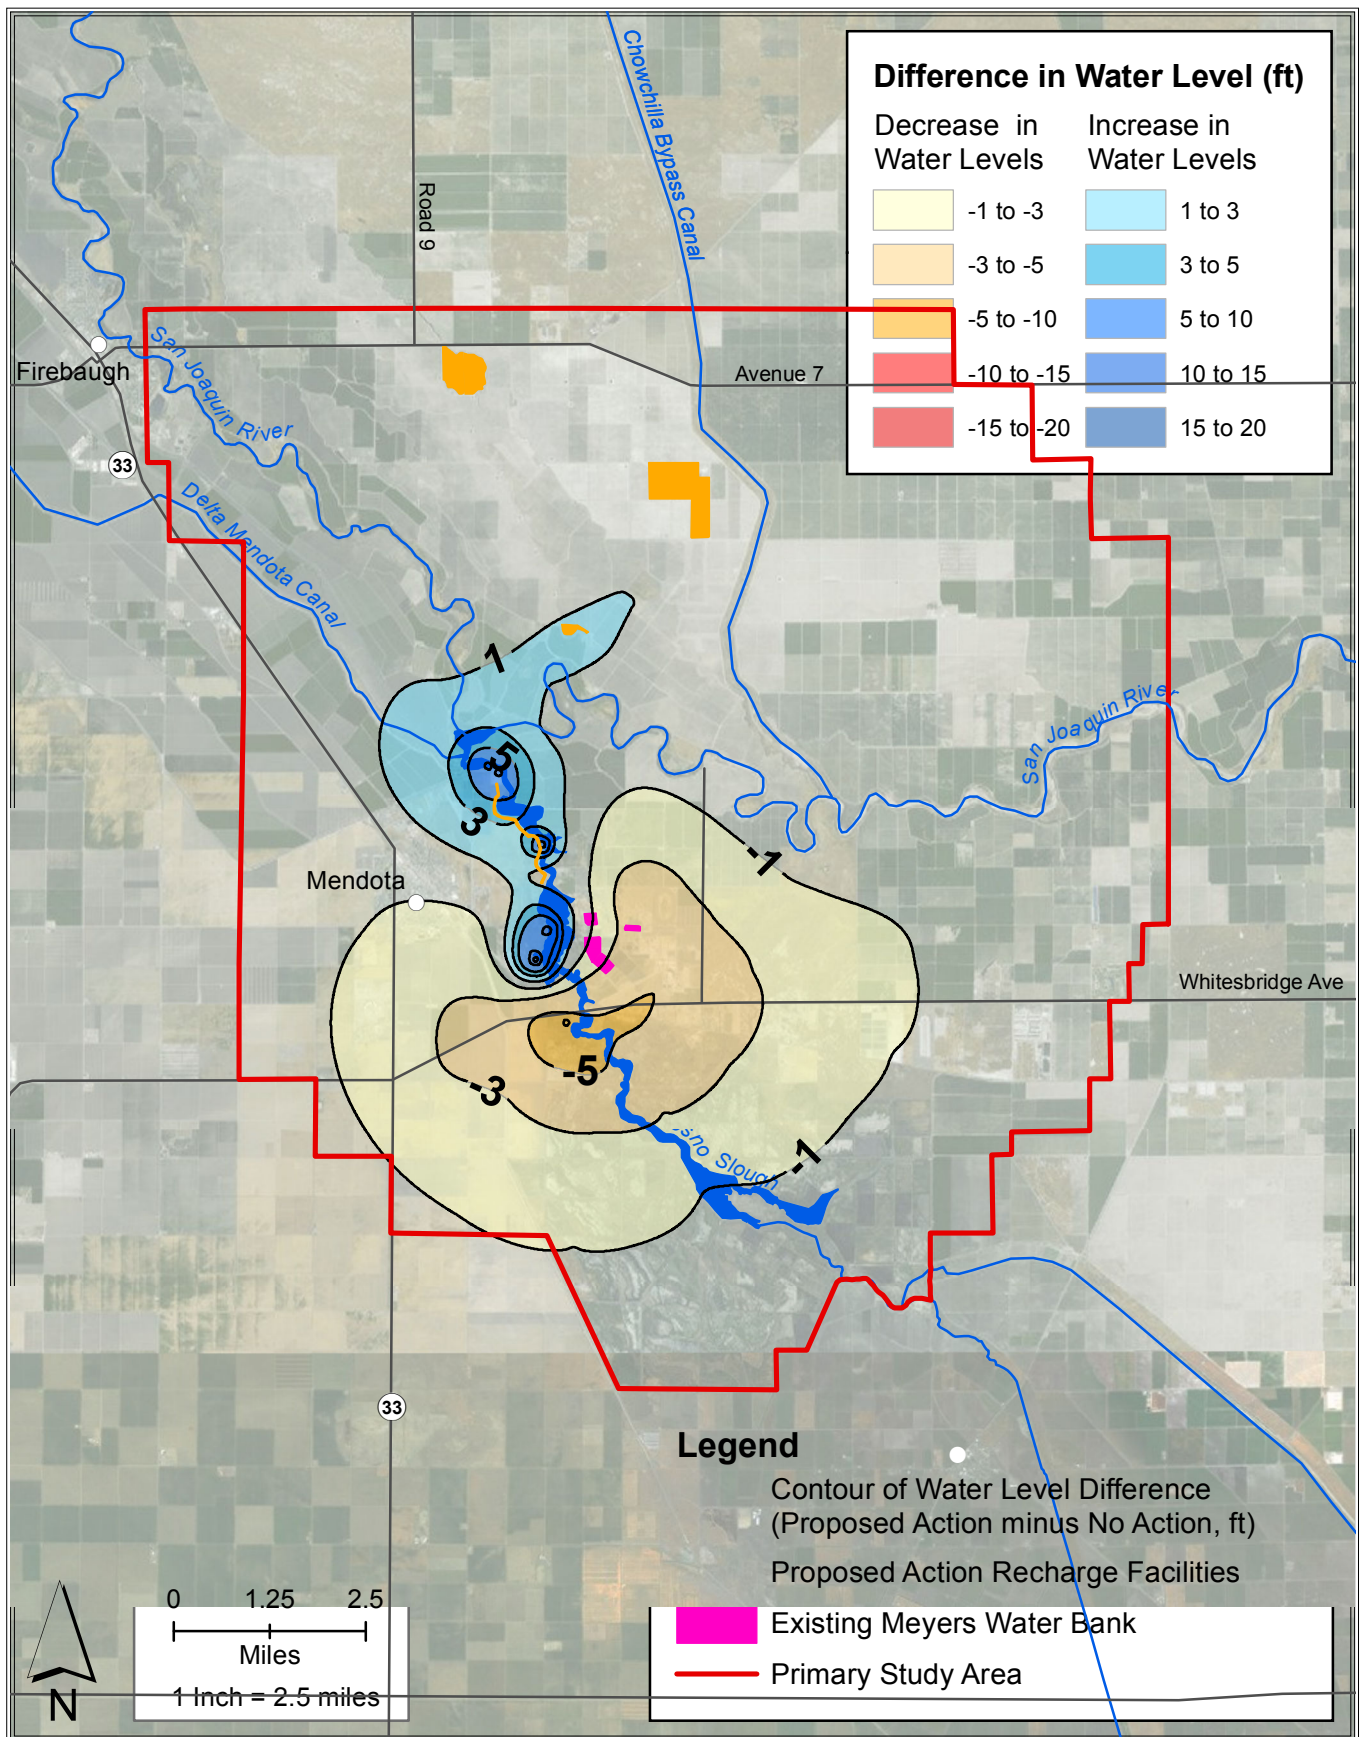 Difference in Water Level (ft)
Decrease in
Water Levels
Increase in
Water Levels
-1 to -3
1 to 3
-3 to -5
3 to 5
-5 to -10
5 to 10
-10 to -15
10 to 15
-15 to -20
15 to 20
Chowchilla Bypass Canal
Road 9
Firebaugh
San Joaquin River
Avenue 7
33
Delta Mendota Canal
1
5
3
San Joaquin River
-1
Mendota
Whitesbridge Ave
-5
-3
-1
sno Slough
33
Legend
Contour of Water Level Difference
(Proposed Action minus No Action, ft)
Proposed Action Recharge Facilities
Existing Meyers Water Bank
Primary Study Area
0 1.25 2.5
Miles
1 Inch = 2.5 miles
N